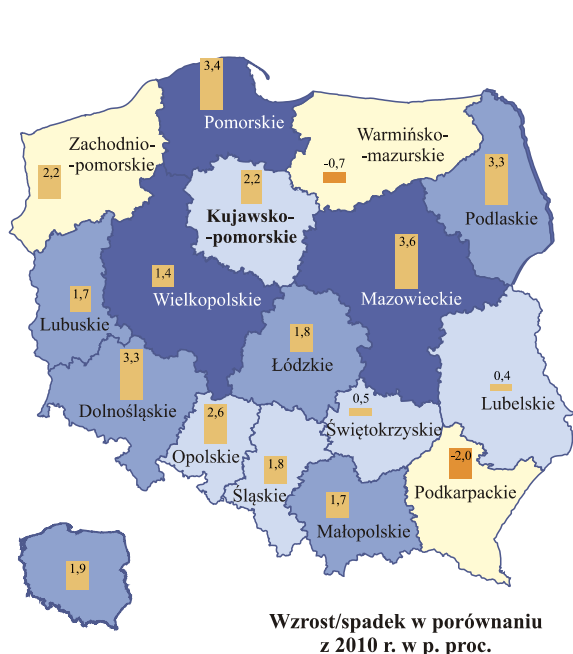 3,4
Pomorskie
Zachodnio-
-pomorskie
2,2
Warmińsko-
mazurskie
-0,7
2,2
Kujawsko-
-pomorskie
3,3
Podlaskie
3,6
Mazowieckie
1,4
Wielkopolskie
1,7
Lubuskie
1,8
Łódzkie
3,3
Dolnośląskie
0,4
Lubelskie
0,5
Świętokrzyskie
2,6
Opolskie
1,8
Śląskie
-2,0
Podkarpackie
1,7
Małopolskie
1,9
Wzrost/spadek w porównaniu
z 2010 r. w p. proc.